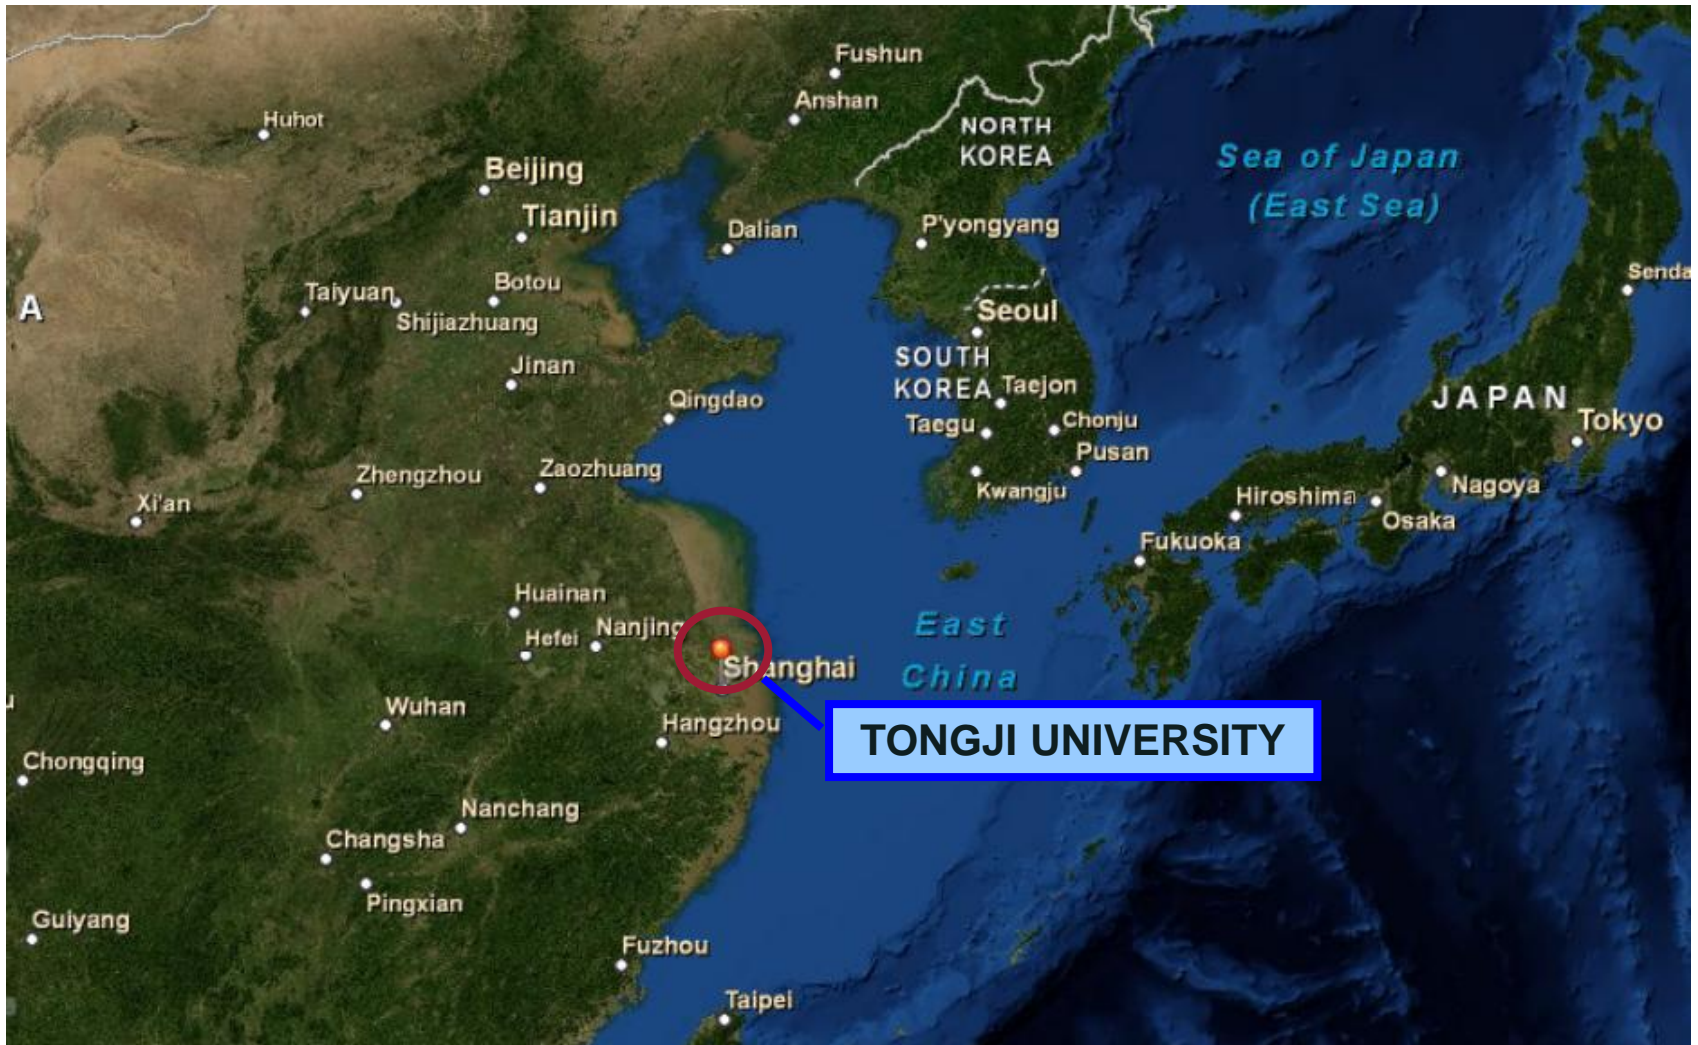 Fushun
Anshan
Huhot
NORTH
KOREA
Sea of Japan
(East Sea)
Beijing
Tianjin
Dalian
P'yongyang
Senda
Botou
Taiyuan
A
Shijiazhuang
Seoul
SOUTH
KOREA
Jinan
Taejon
Qingdao
JAPAN
Taegu
Chonju
Tokyo
Pusan
Zhengzhou
Zaozhuang
Kwangju
Nagoya
Xi'an
Hiroshima
Osaka
Fukuoka
Huainan
Nanjing
Hefei
East
China
Shanghai
u
Wuhan
Hangzhou
TONGJI UNIVERSITY
Chongqing
Nanchang
Changsha
Pingxian
Guiyang
Fuzhou
Taipei